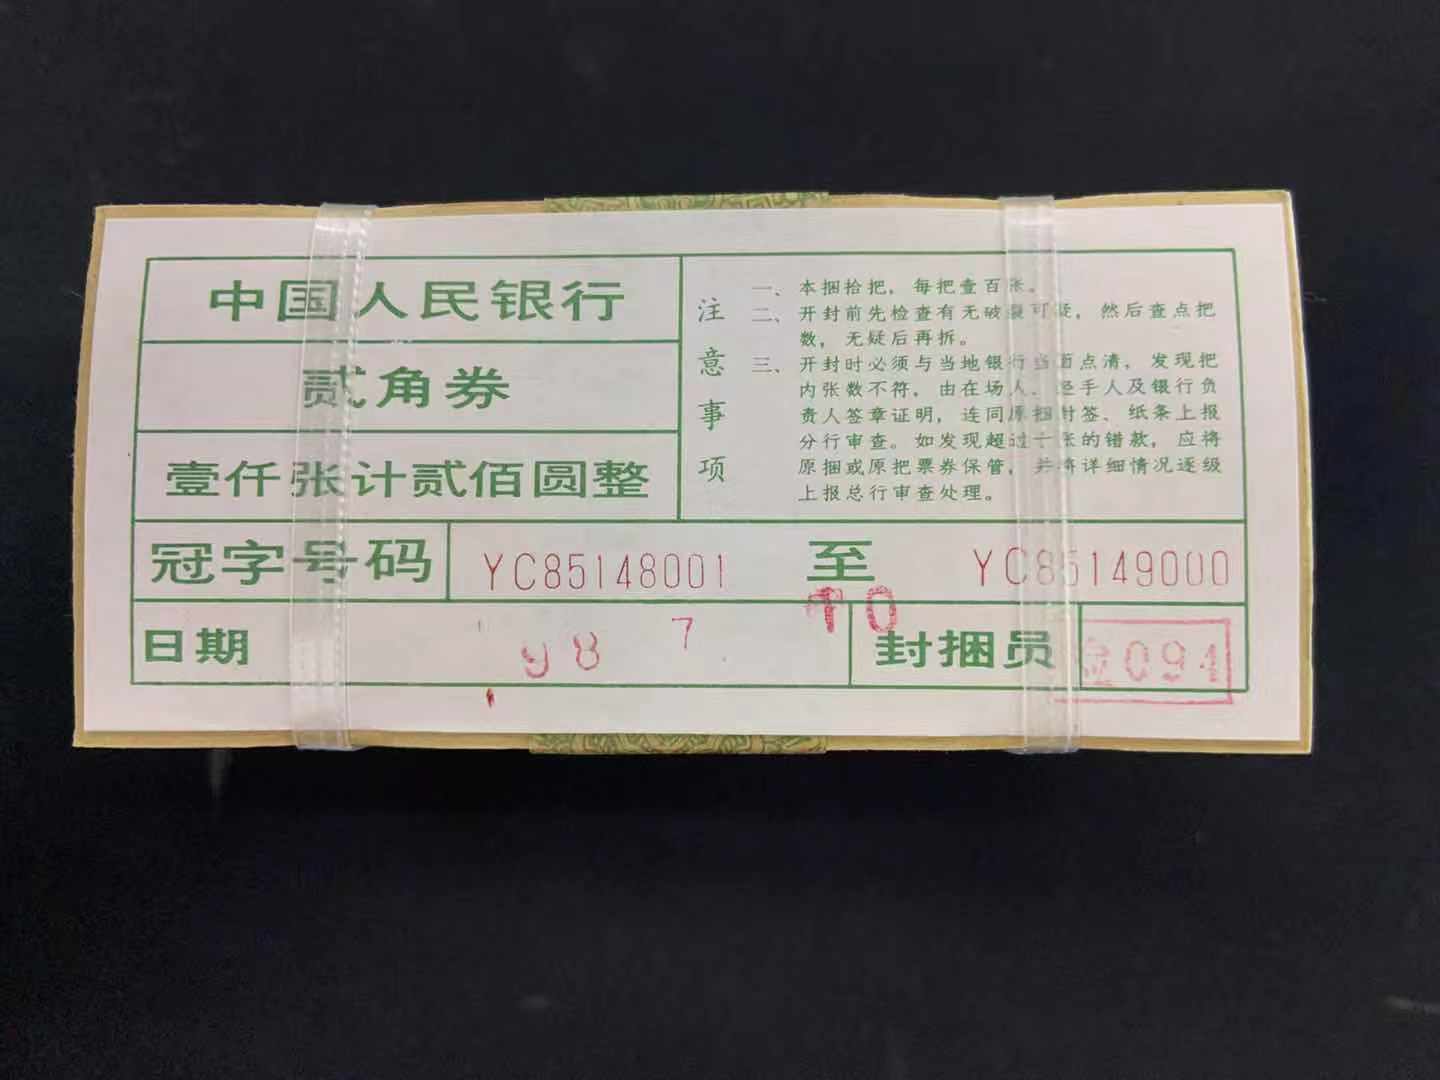 中国人民银行
贰角券
壹仟张计贰佰圆整
注意事项
一、本捆拾把，每把壹百张。
二、开封前先检查有无破裂可疑，然后查点把
数，无疑后再拆。
三、开封时必须与当地银行当面点清，发现把
内张数不符，由在场人、经手人及银行负
责人签章证明，连同原捆封签、纸条上报
分行审查。如发现超过一张的错款，应将
原捆或原把票券保管，并将详细情况逐级
上报总行审查处理。
冠字号码 YC85148001 至 YC85149000
日期 98 7 10 封捆员 094